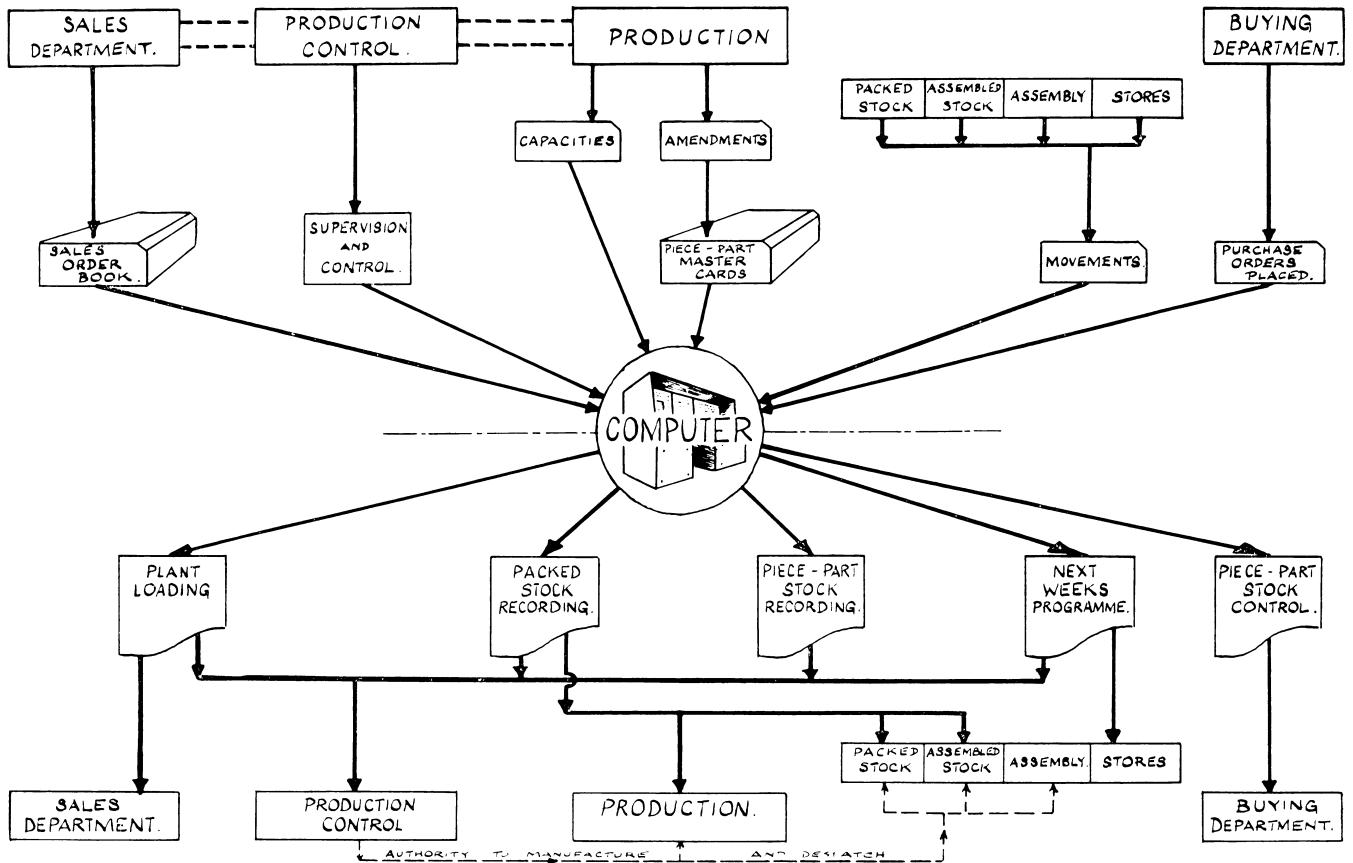 SALES
DEPARTMENT.
PRODUCTION
CONTROL.
PRODUCTION
BUYING
DEPARTMENT.
PACKED
STOCK
ASSEMBLED
STOCK
ASSEMBLY
STORES
CAPACITIES
AMENDMENTS
SALES
ORDER
BOOK.
SUPERVISION
AND
CONTROL.
PIECE - PART
MASTER
CARDS
MOVEMENTS.
PURCHASE
ORDERS
PLACED.
COMPUTER
PLANT
LOADING
PACKED
STOCK
RECORDING.
PIECE - PART
STOCK
RECORDING.
NEXT
WEEKS
PROGRAMME.
PIECE - PART
STOCK
CONTROL.
PACKED
STOCK
ASSEMBLED
STOCK
ASSEMBLY.
STORES
SALES
DEPARTMENT.
PRODUCTION
CONTROL
PRODUCTION.
BUYING
DEPARTMENT.
AUTHORITY TO MANUFACTURE AND DESPATCH